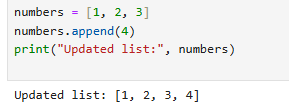 numbers = [1, 2, 3]
numbers.append(4)
print("Updated list:", numbers)
Updated list: [1, 2, 3, 4]